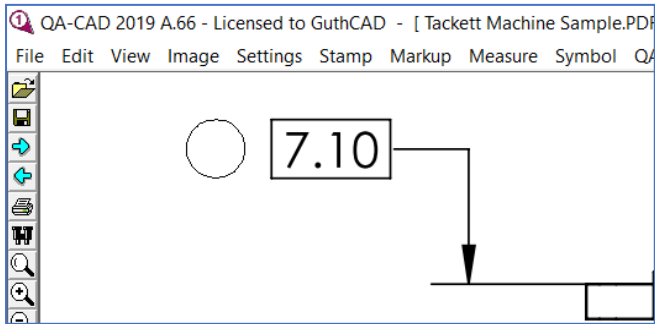 QA-CAD 2019 A.66 - Licensed to GuthCAD - [ Tackett Machine Sample.PDF
File Edit View Image Settings Stamp Markup Measure Symbol QA
7.10